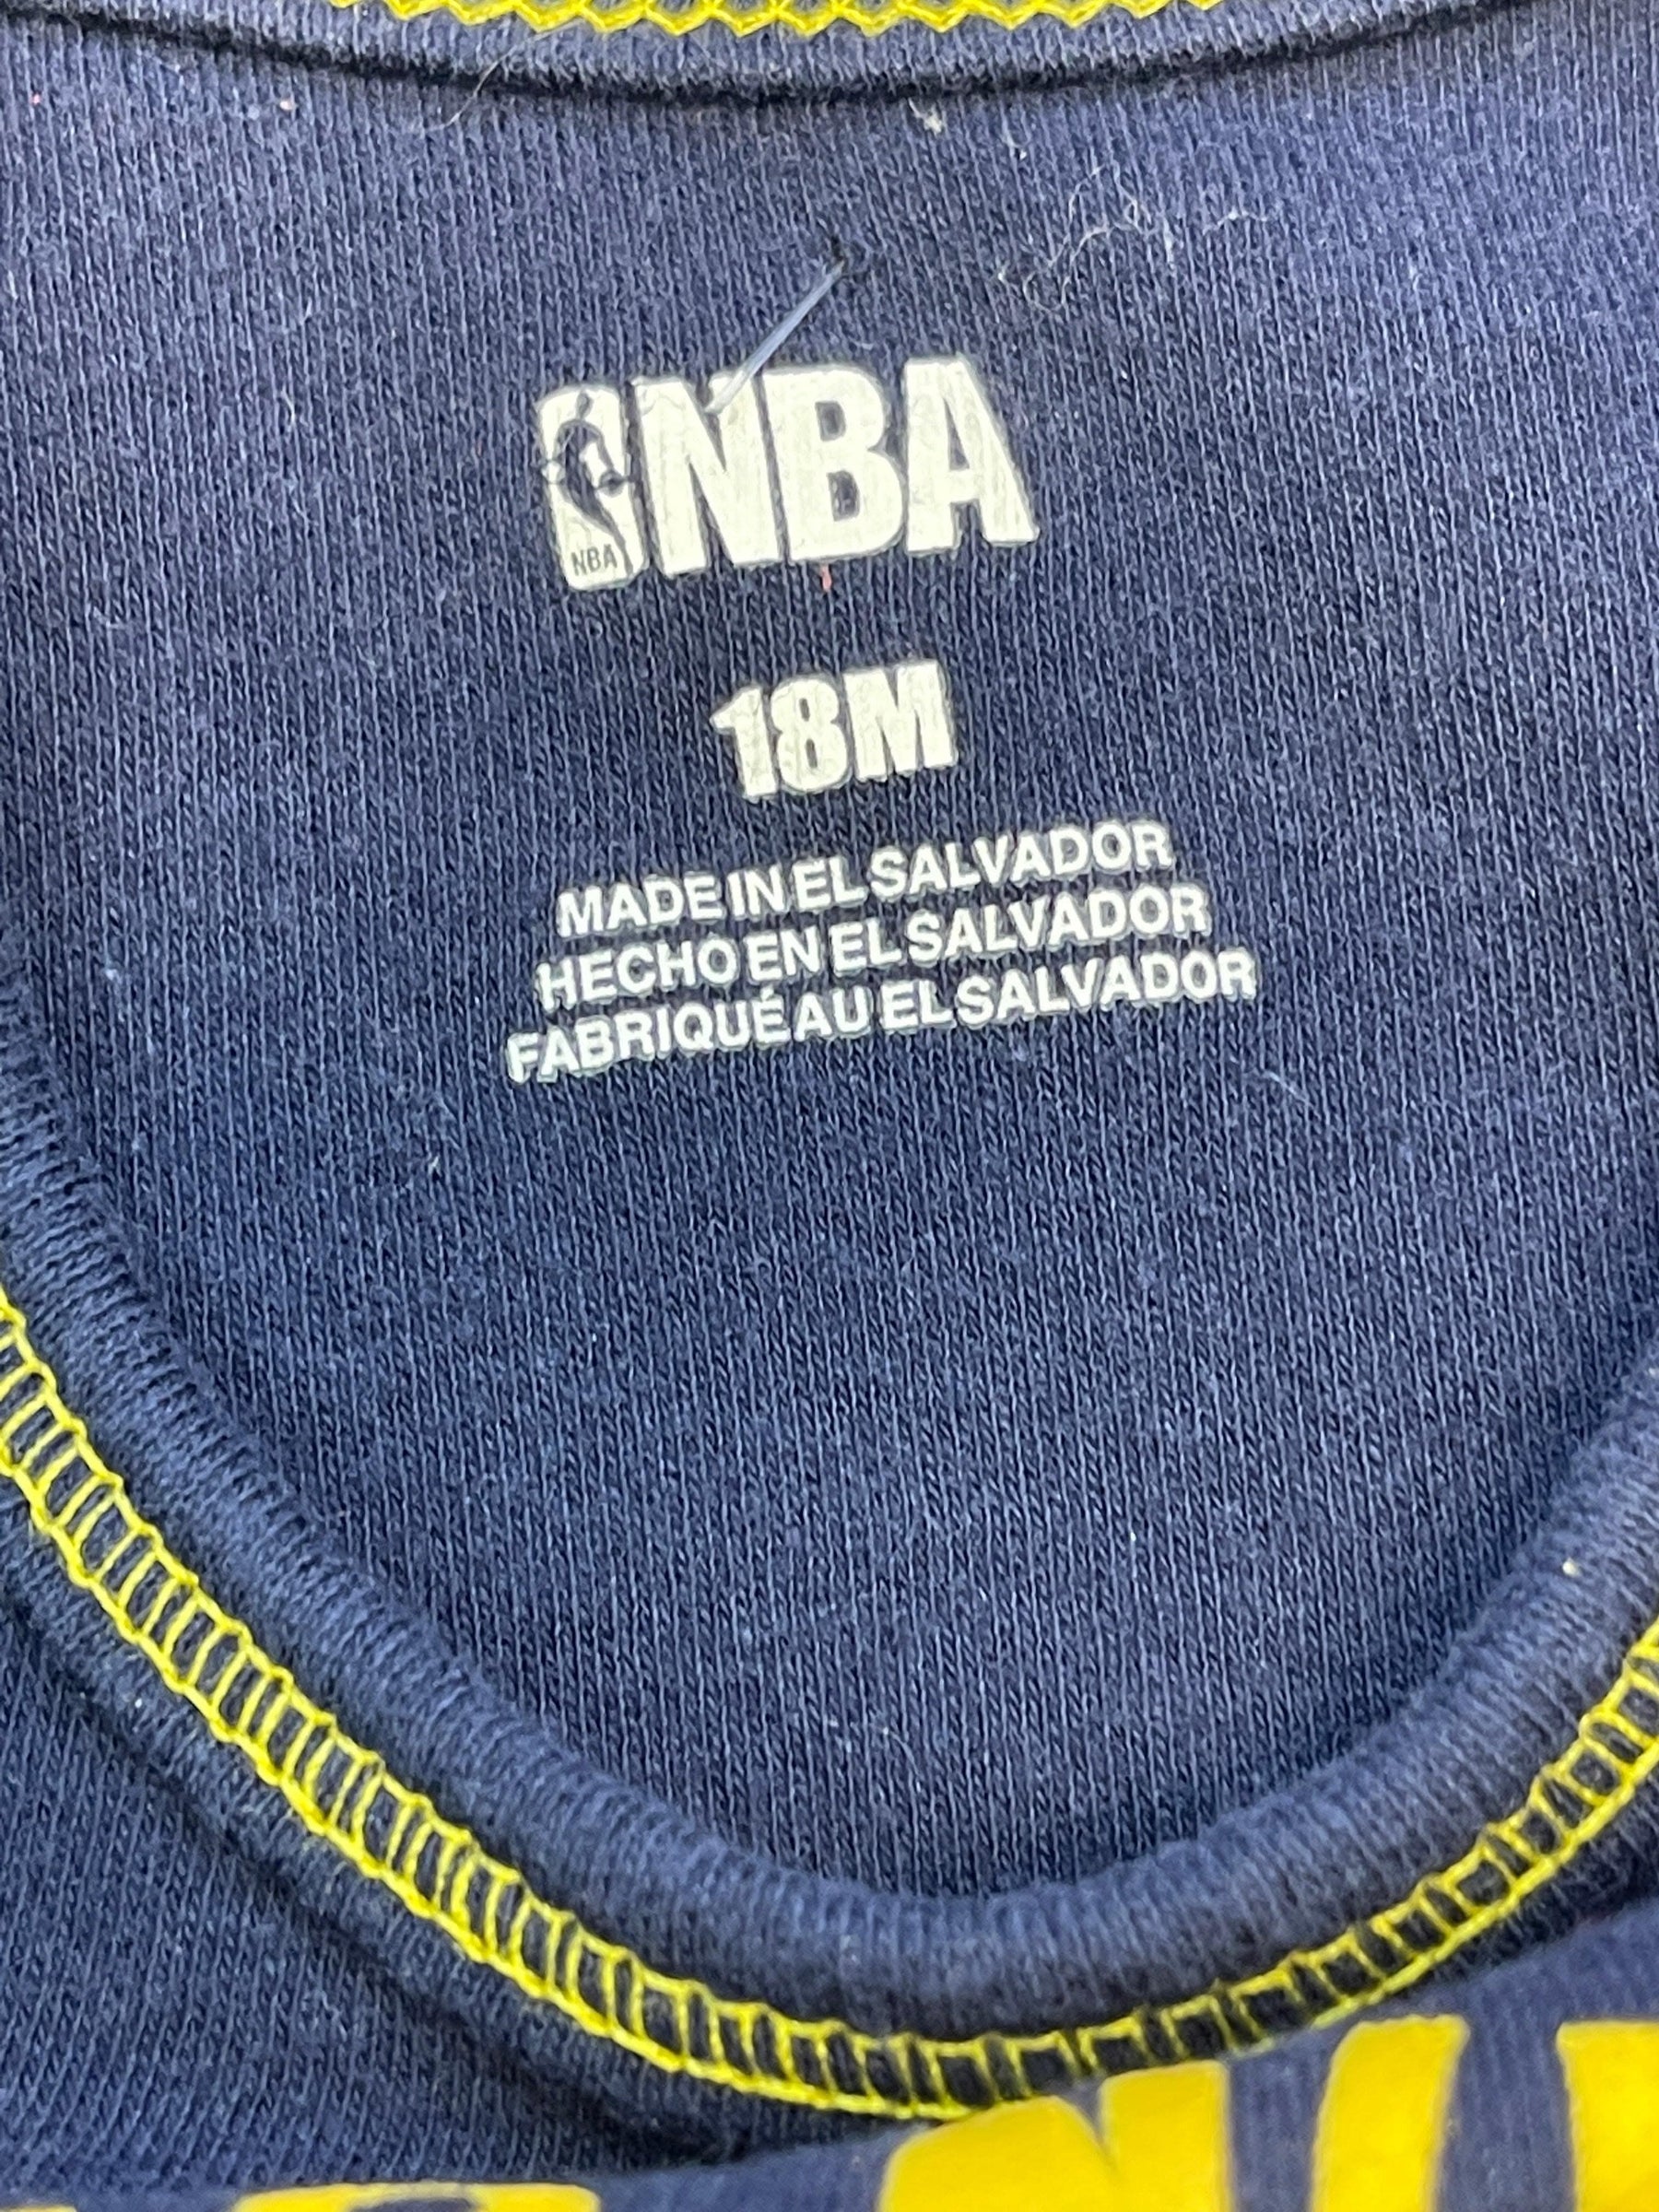 NBA NBA
18M
MADE IN EL SALVADOR
HECHO EN EL SALVADOR
FABRIQUÉ AU EL SALVADOR